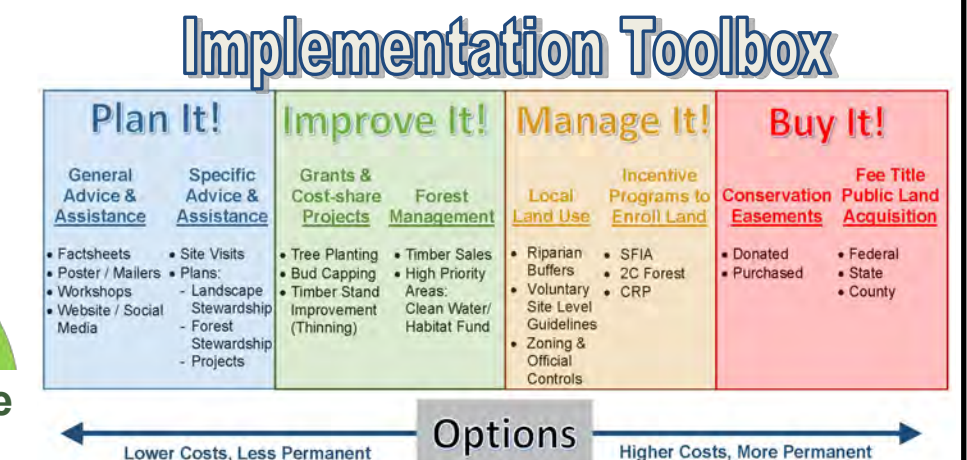 Implementation Toolbox
Plan It!
General
Advice &
Assistance
• Factsheets
• Poster / Mailers
• Workshops
• Website / Social
Media
Specific
Advice &
Assistance
• Site Visits
• Plans:
- Landscape
Stewardship
- Forest
Stewardship
- Projects
Improve It!
Grants &
Cost-share
Projects
• Tree Planting
• Bud Capping
• Timber Stand
Improvement
(Thinning)
Forest
Management
• Timber Sales
• High Priority
Areas:
Clean Water/
Habitat Fund
Manage It!
Local
Land Use
• Riparian
Buffers
• Voluntary
Site Level
Guidelines
• Zoning &
Official
Controls
Incentive
Programs to
Enroll Land
• SFIA
• 2C Forest
• CRP
Buy It!
Conservation
Easements
• Donated
• Purchased
Fee Title
Public Land
Acquisition
• Federal
• State
• County
e
Options
Lower Costs, Less Permanent
Higher Costs, More Permanent